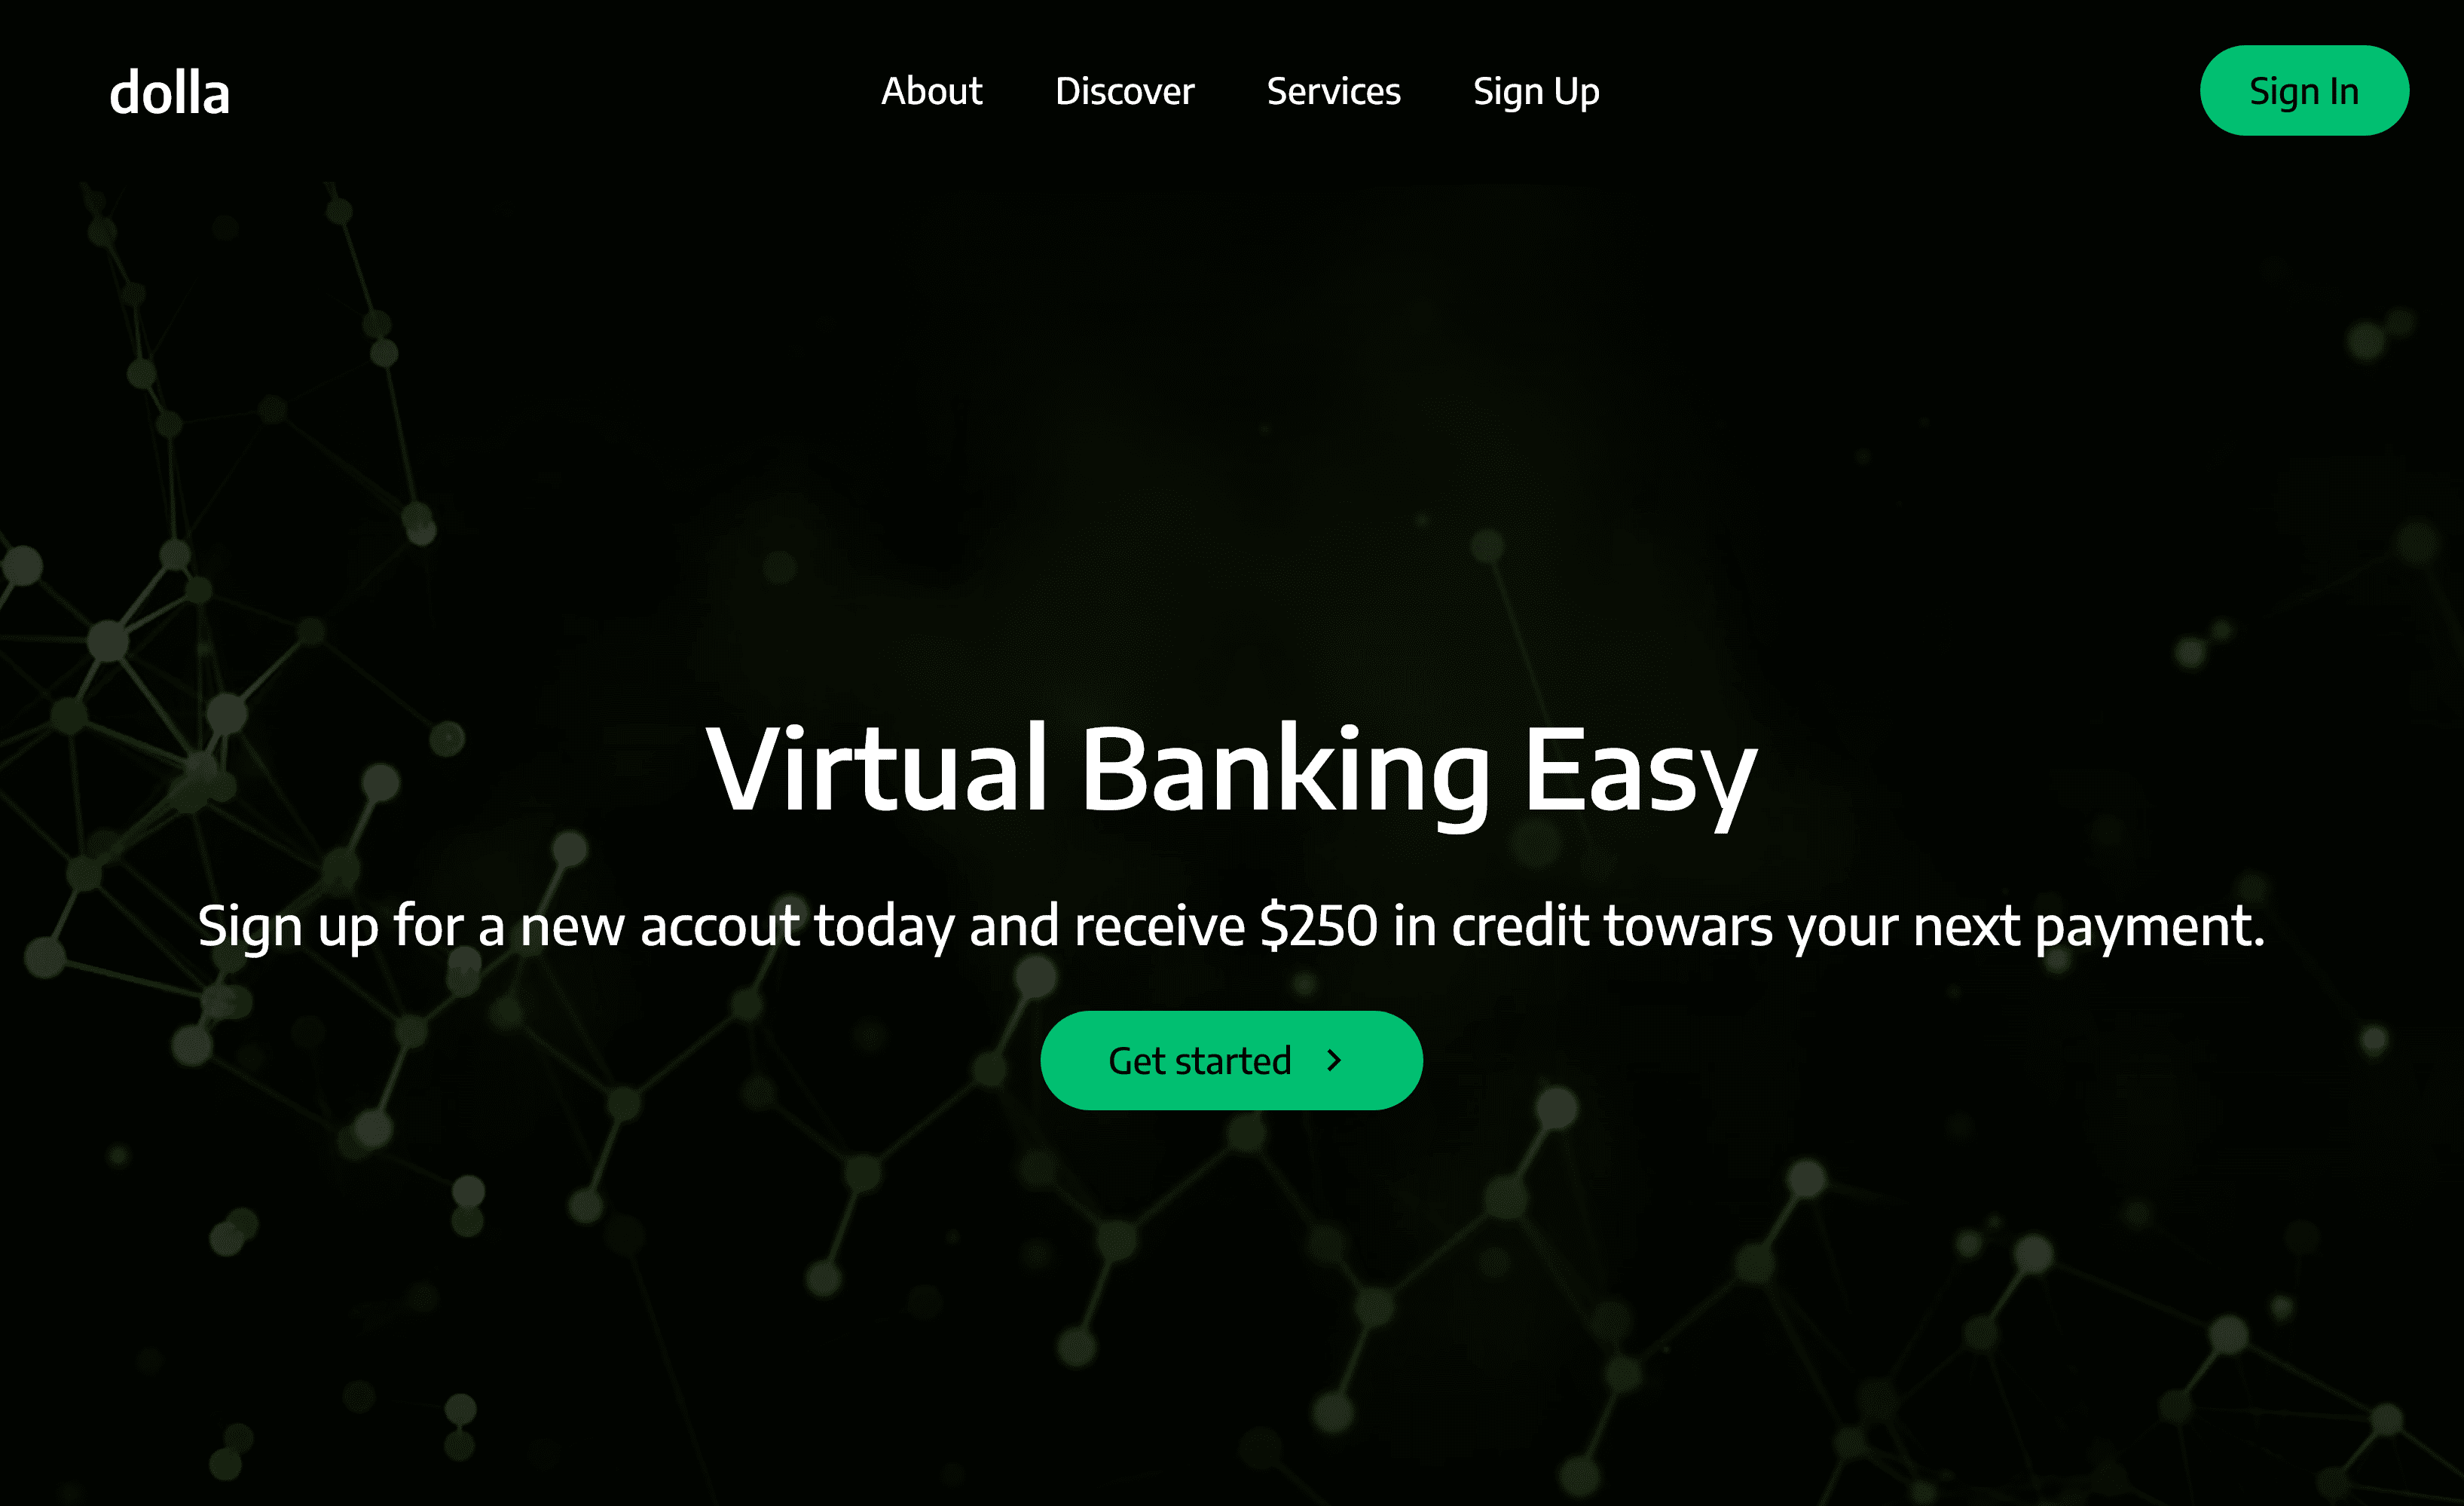 dolla
About Discover Services Sign Up
Sign In
Virtual Banking Easy
Sign up for a new accout today and receive $250 in credit towars your next payment.
Get started